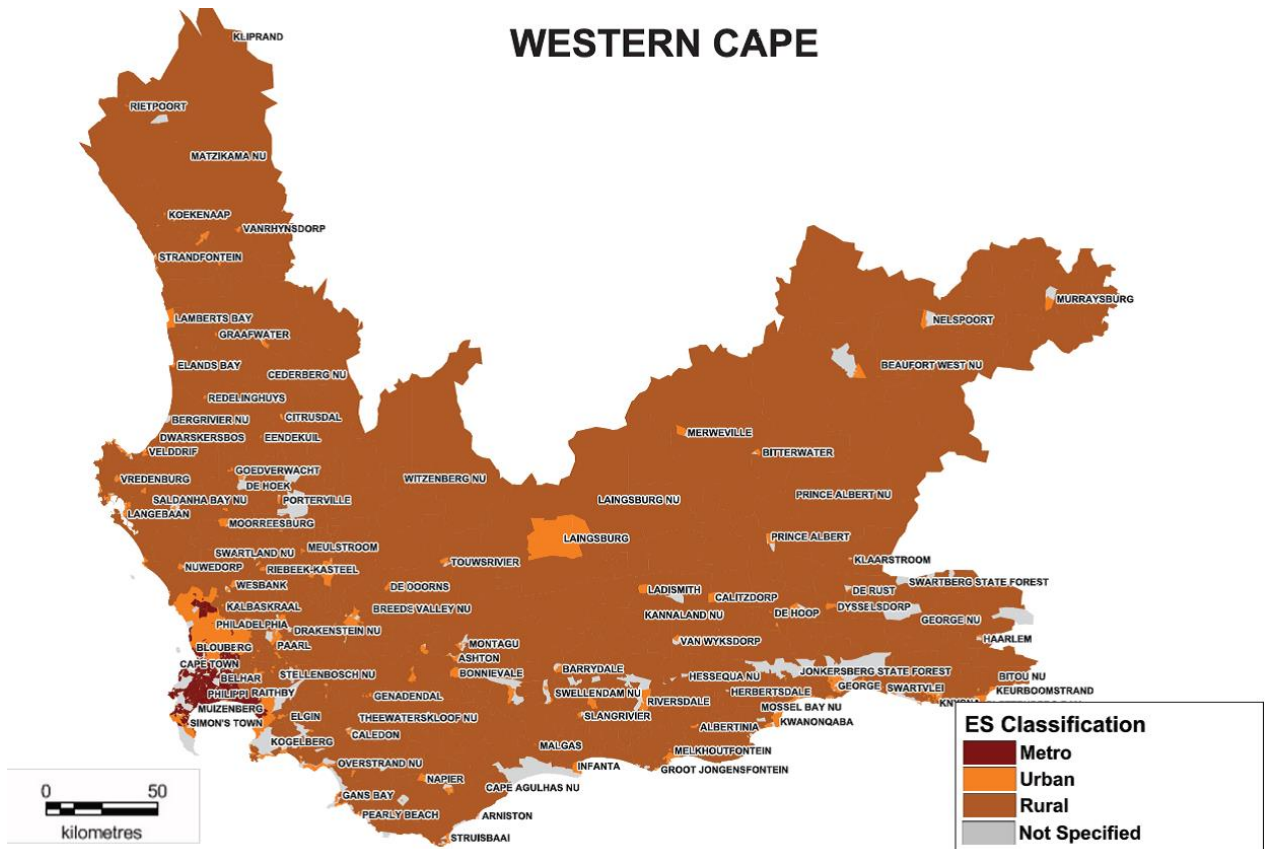 WESTERN CAPE
KLIPRAND
RIETPOORT
MATZIKAMA NU
KOEKENAAP
VANRHYNSDORP
STRANDFONTEIN
MURRAYSBURG
LAMBERTS BAY
NELSPOORT
GRAAFWATER
ELANDS BAY
BEAUFORT WEST NU
CEDERBERG NU
REDELINGHUYS
BERGRIVIER NU
CITRUSDAL
MERWEVILLE
DWARSKERSBOS
EENDEKUIL
VELDDRIF
BITTERWATER
GOEDVERWACHT
VREDENBURG
DE HOEK
WITZENBERG NU
SALDANHA BAY NU
PORTERVILLE
LAINGSBURG NU
PRINCE ALBERT NU
LANGEBAAN
MOORREESBURG
LAINGSBURG
PRINCE ALBERT
SWARTLAND NU
MEULSTROOM
KLAARSTROOM
NUWEDORP
RIEBEEK-KASTEEL
TOUWSRIVIER
SWARTBERG STATE FOREST
WESBANK
DE DOORNS
LADISMITH
CALITZDORP
DE RUST
KALBASKRAAL
BREEDE VALLEY NU
KANNALAND NU
DE HOOP
DYSSELSDORP
GEORGE NU
PHILADELPHIA
DRAKENSTEIN NU
HAARLEM
BLOUBERG
PAARL
MONTAGU
VAN WYKSDORP
ASHTON
CAPE TOWN
BELHAR
STELLENBOSCH NU
BONNIEVALE
BARRYDALE
HESSEQUA NU
JONKERSBERG STATE FOREST
BITOU NU
PHILIPPI
RAITHBY
GENADENDAL
SWELLENDAM NU
RIVERSDALE
HERBERTSDALE
GEORGE
SWARTVLEI
KEURBOOMSTRAND
MUIZENBERG
ELGIN
THEEWATERSKLOOF NU
SLANGRIVIER
MOSSEL BAY NU
SIMON'S TOWN
ALBERTINIA
KWANONQABA
KOGELBERG
CALEDON
MALGAS
MELKHOUTFONTEIN
OVERSTRAND NU
INFANTA
GROOT JONGENSFONTEIN
NAPIER
CAPE AGULHAS NU
GANS BAY
PEARLY BEACH
ARNISTON
STRUISBAAI
0 50
kilometres
ES Classification
Metro
Urban
Rural
Not Specified